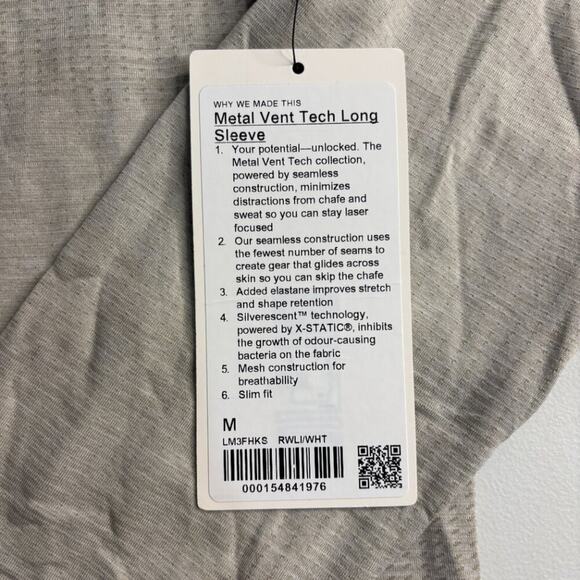 WHY WE MADE THIS
Metal Vent Tech Long
Sleeve
1. Your potential—unlocked. The
Metal Vent Tech collection,
powered by seamless
construction, minimizes
distractions from chafe and
sweat so you can stay laser
focused
2. Our seamless construction uses
the fewest number of seams to
create gear that glides across
skin so you can skip the chafe
3. Added elastane improves stretch
and shape retention
4. Silverescent™ technology,
powered by X-STATIC®, inhibits
the growth of odour-causing
bacteria on the fabric
5. Mesh construction for
breathability
6. Slim fit
M
LM3FHKS RWLI/WHT
000154841976